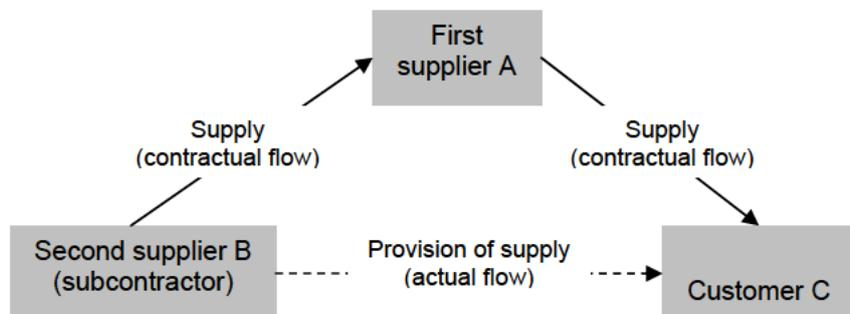 First
supplier A
Supply
(contractual flow)
Supply
(contractual flow)
Second supplier B
(subcontractor)
Provision of supply
(actual flow)
Customer C